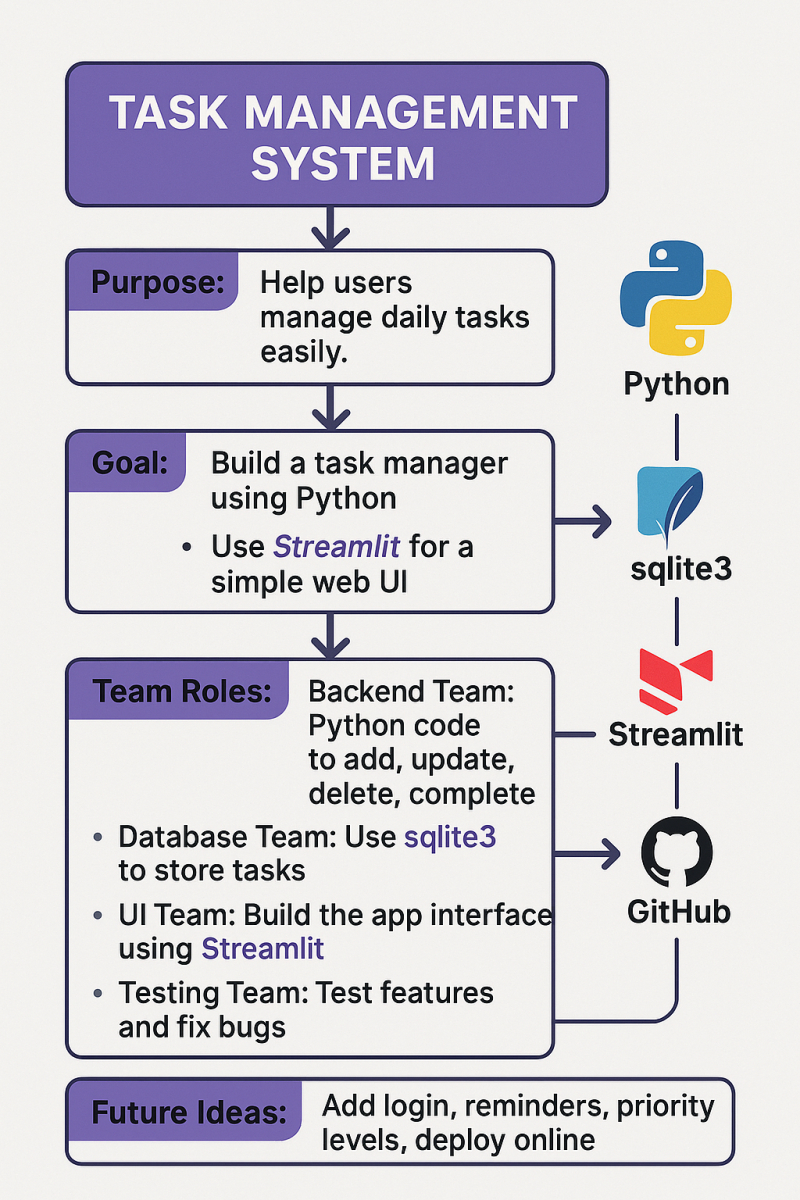 TASK MANAGEMENT
SYSTEM
Purpose:
Help users
manage daily tasks
easily.
Goal:
Build a task manager
using Python
• Use Streamlit for a
simple web UI
Team Roles:
Backend Team:
Python code
to add, update,
delete, complete
• Database Team: Use sqlite3
to store tasks
• UI Team: Build the app interface
using Streamlit
• Testing Team: Test features
and fix bugs
Future Ideas:
Add login, reminders, priority
levels, deploy online
Python
sqlite3
Streamlit
GitHub